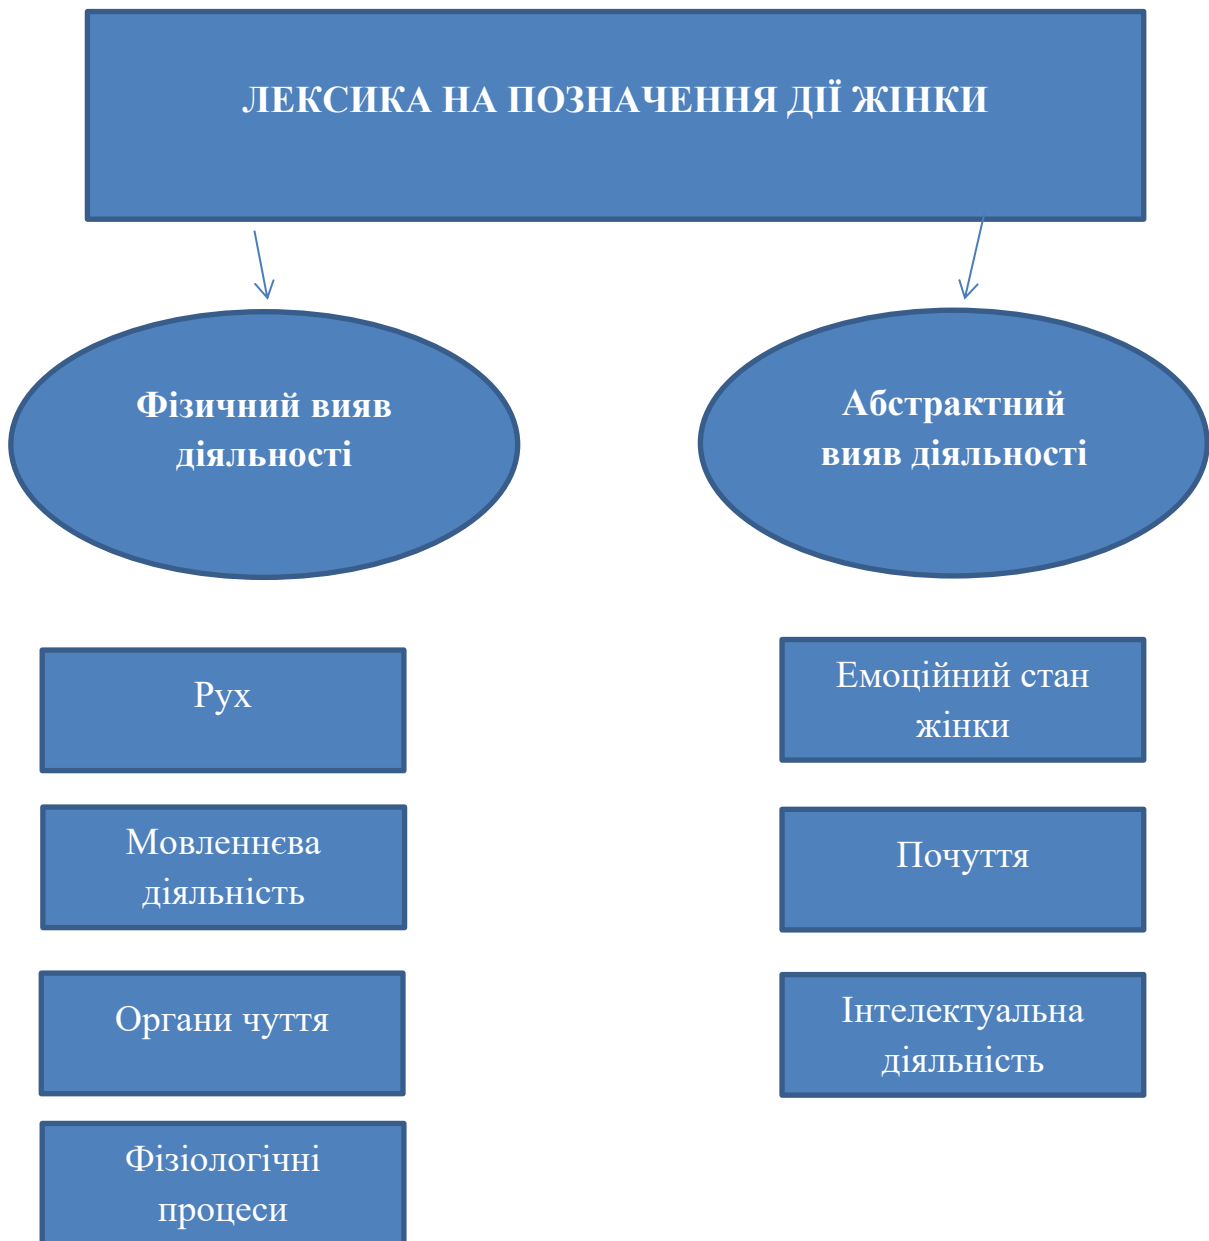 ЛЕКСИКА НА ПОЗНАЧЕННЯ ДІЇ ЖІНКИ
Фізичний вияв
діяльності
Абстрактний
вияв діяльності
Рух
Мовленнєва
діяльність
Органи чуття
Фізіологічні
процеси
Емоційний стан
жінки
Почуття
Інтелектуальна
діяльність